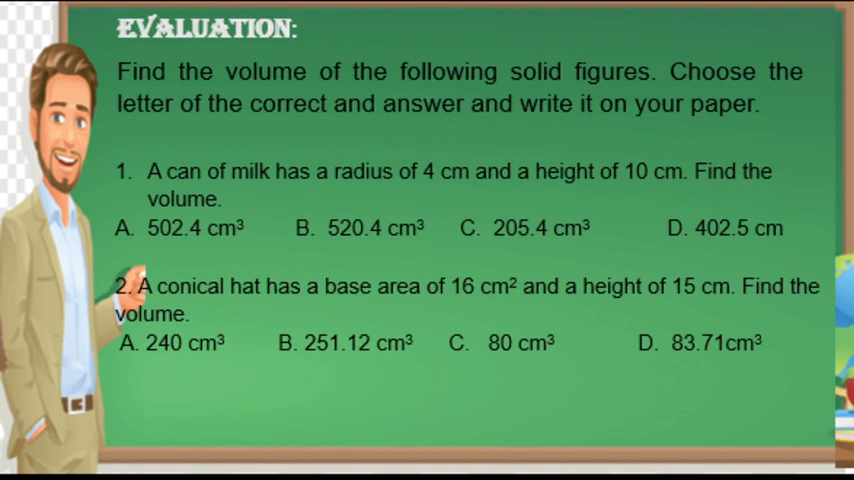 EVALUATION:
Find the volume of the following solid figures. Choose the
letter of the correct and answer and write it on your paper.
1. A can of milk has a radius of 4 cm and a height of 10 cm. Find the
volume.
A. 502.4 cm³ B. 520.4 cm³ C. 205.4 cm³ D. 402.5 cm
2. A conical hat has a base area of 16 cm² and a height of 15 cm. Find the
volume.
A. 240 cm³ B. 251.12 cm³ C. 80 cm³ D. 83.71cm³